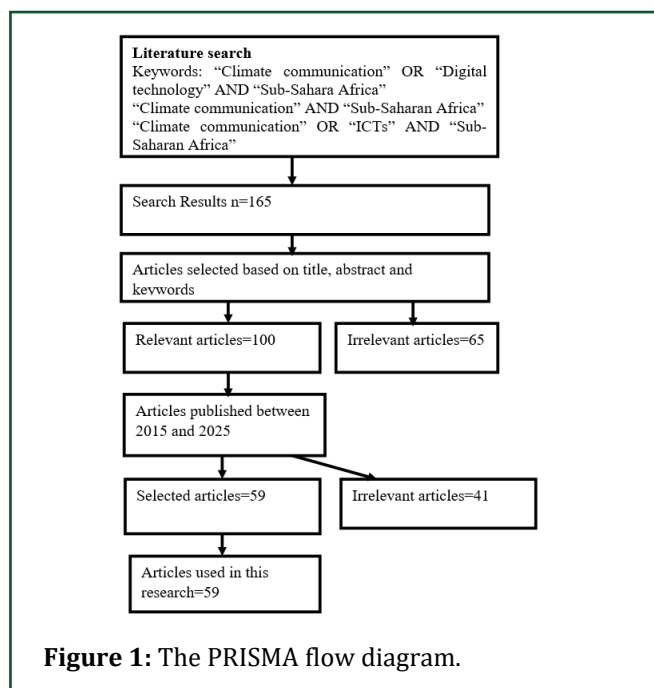 Literature search
Keywords: “Climate communication” OR “Digital
technology” AND “Sub-Sahara Africa”
“Climate communication” AND “Sub-Saharan Africa”
“Climate communication” OR “ICTs” AND “Sub-
Saharan Africa”
Search Results n=165
Articles selected based on title, abstract and
keywords
Relevant articles=100
Irrelevant articles=65
Articles published between
2015 and 2025
Selected articles=59
Irrelevant articles=41
Articles used in this
research=59
Figure 1: The PRISMA flow diagram.